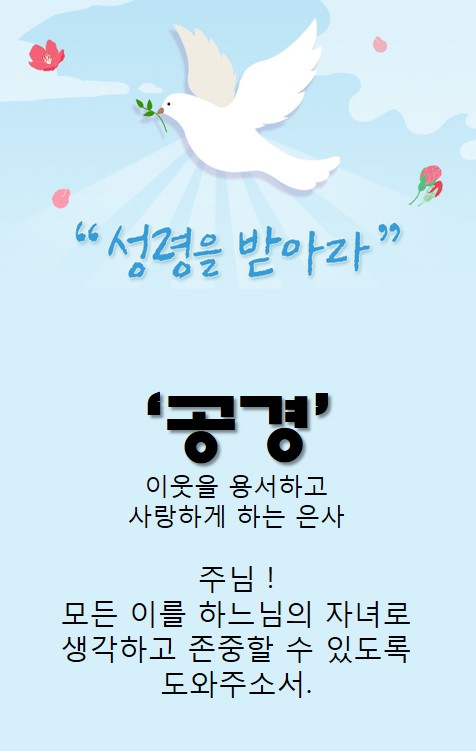 “성령을 받아라”
‘공경’
이웃을 용서하고
사랑하게 하는 은사
주님 !
모든 이를 하느님의 자녀로
생각하고 존중할 수 있도록
도와주소서.